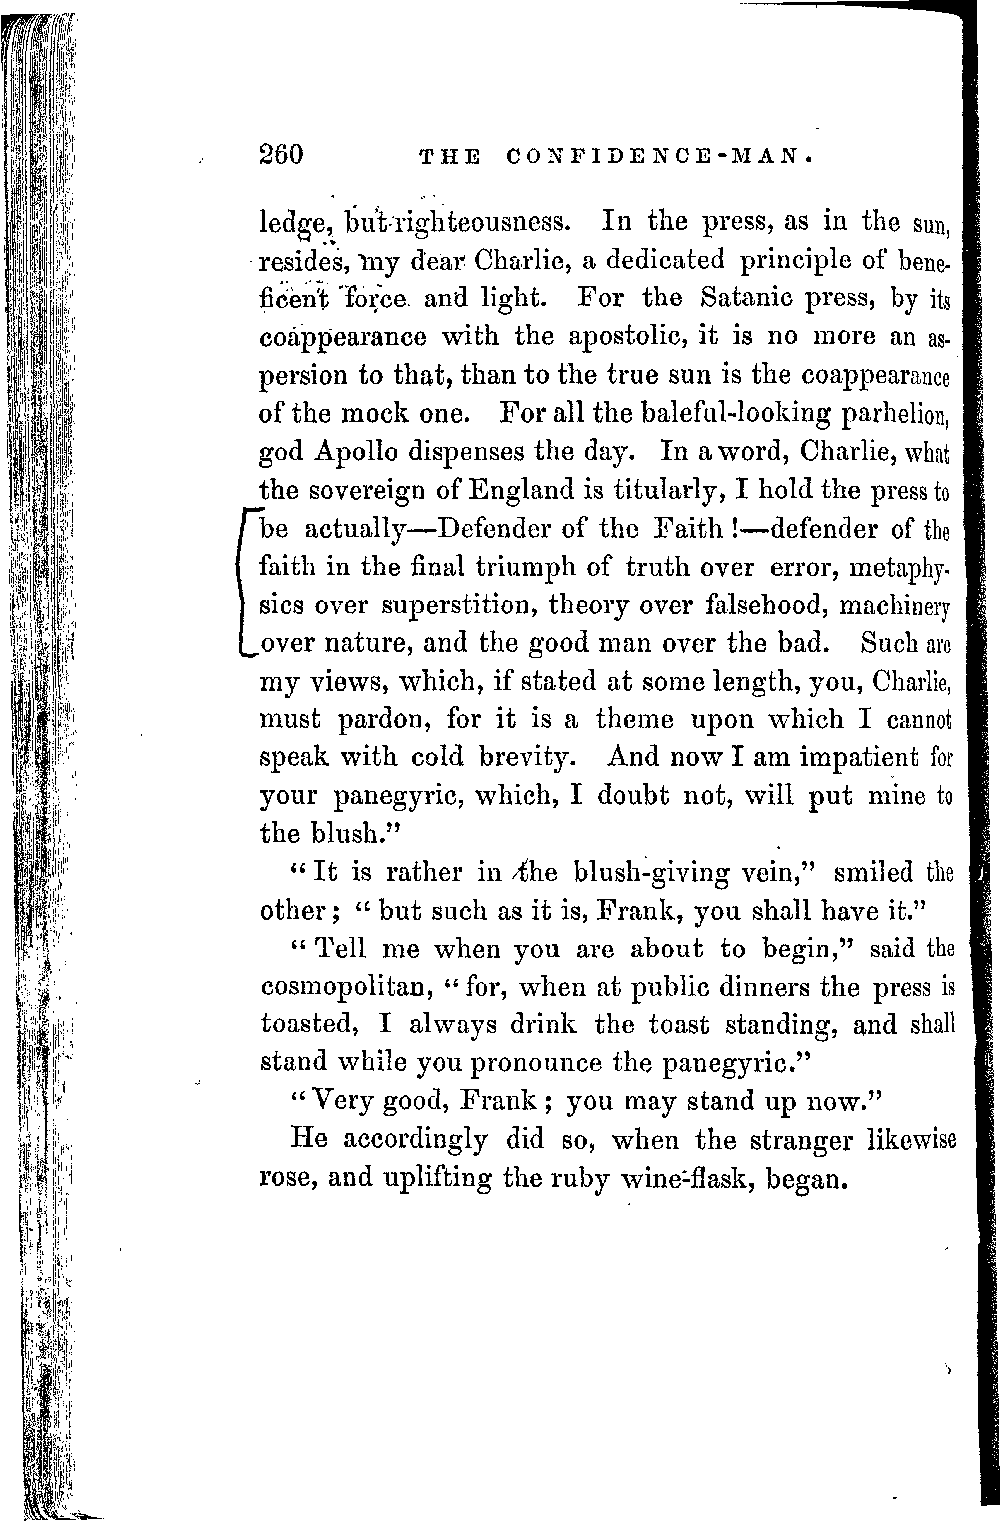 260 THE CONFIDENCE-MAN.
ledge, but righteousness. In the press, as in the sun,
resides, my dear Charlie, a dedicated principle of bene-
ficent force and light. For the Satanic press, by its
coappearance with the apostolic, it is no more an as-
persion to that, than to the true sun is the coappearance
of the mock one. For all the baleful-looking parhelion,
god Apollo dispenses the day. In a word, Charlie, what
the sovereign of England is titularly, I hold the press to
be actually—Defender of the Faith!—defender of the
faith in the final triumph of truth over error, metaphy-
sics over superstition, theory over falsehood, machinery
over nature, and the good man over the bad. Such are
my views, which, if stated at some length, you, Charlie,
must pardon, for it is a theme upon which I cannot
speak with cold brevity. And now I am impatient for
your panegyric, which, I doubt not, will put mine to
the blush.”
“It is rather in the blush-giving vein,” smiled the
other; “but such as it is, Frank, you shall have it.”
“Tell me when you are about to begin,” said the
cosmopolitan, “for, when at public dinners the press is
toasted, I always drink the toast standing, and shall
stand while you pronounce the panegyric.”
“Very good, Frank; you may stand up now.”
He accordingly did so, when the stranger likewise
rose, and uplifting the ruby wine-flask, began.